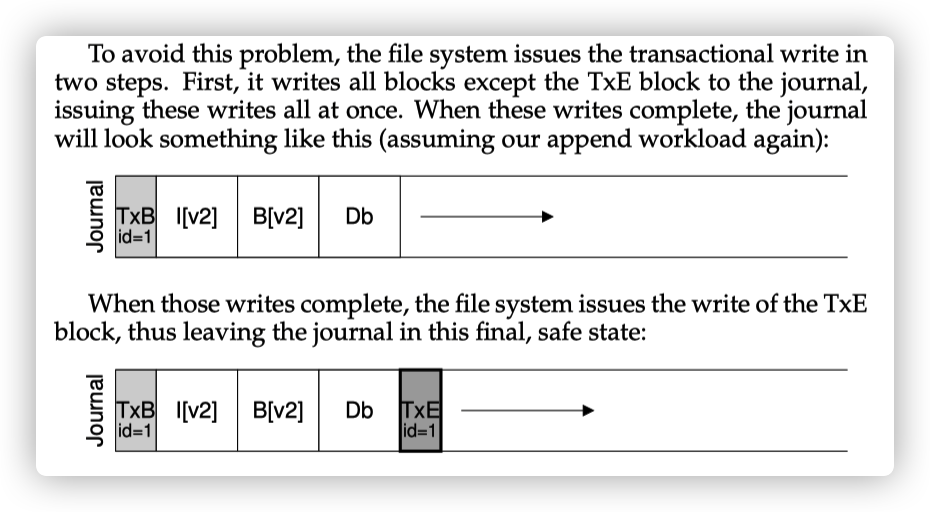 To avoid this problem, the file system issues the transactional write in
two steps. First, it writes all blocks except the TxE block to the journal,
issuing these writes all at once. When these writes complete, the journal
will look something like this (assuming our append workload again):
Journal
TxB I[v2] B[v2] Db
id=1
When those writes complete, the file system issues the write of the TxE
block, thus leaving the journal in this final, safe state:
Journal
TxB I[v2] B[v2] Db TxE
id=1 id=1